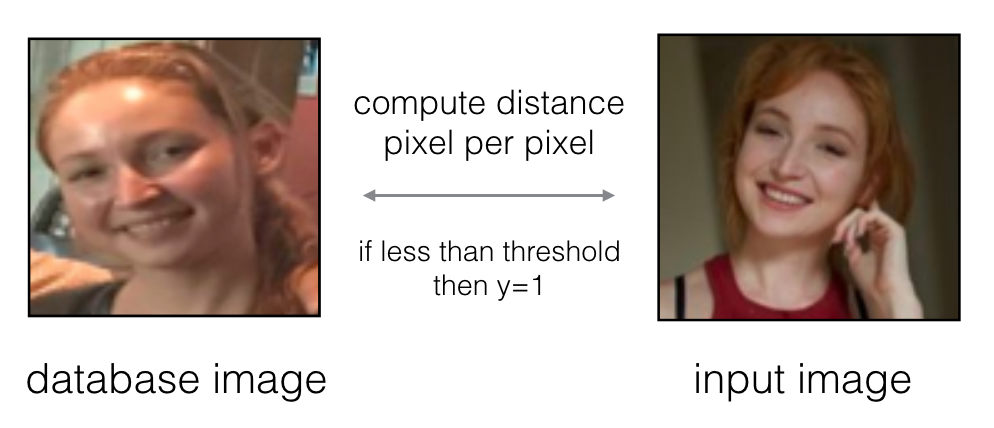 compute distance
pixel per pixel
if less than threshold
then y=1
database image
input image